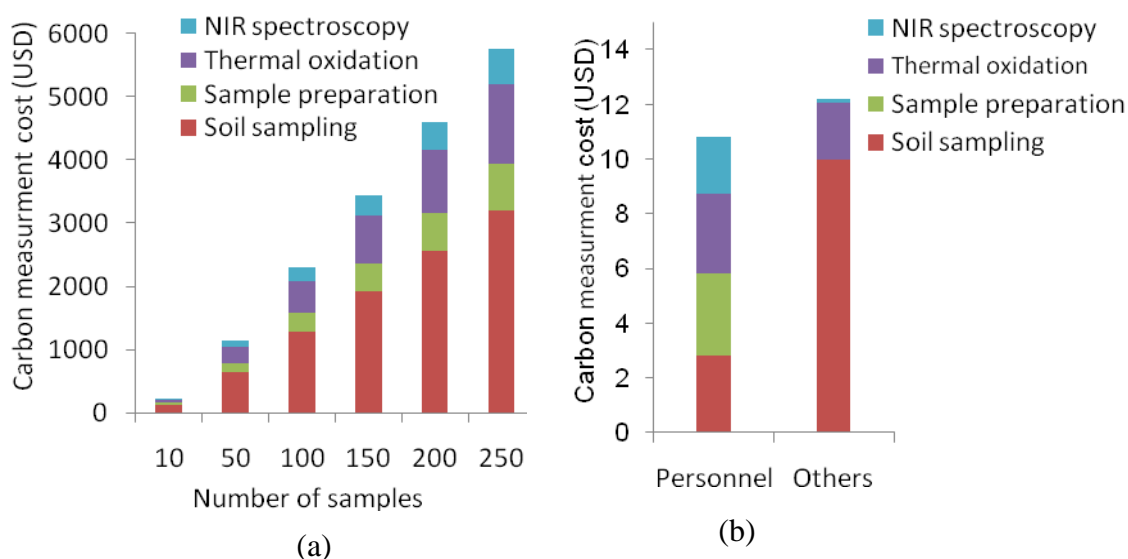 NIR spectroscopy
Thermal oxidation
Sample preparation
Soil sampling
Carbon measurment cost (USD)
6000
5000
4000
3000
2000
1000
0
10 50 100 150 200 250
Number of samples
(a)
NIR spectroscopy
Thermal oxidation
Sample preparation
Soil sampling
Carbon measurment cost (USD)
14
12
10
8
6
4
2
0
Personnel Others
(b)